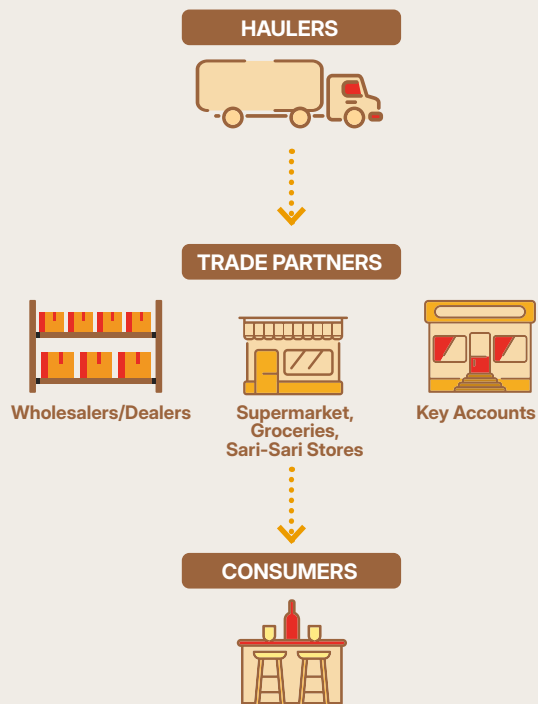 HAULERS
TRADE PARTNERS
Wholesalers/Dealers
Supermarket,
Groceries,
Sari-Sari Stores
Key Accounts
CONSUMERS